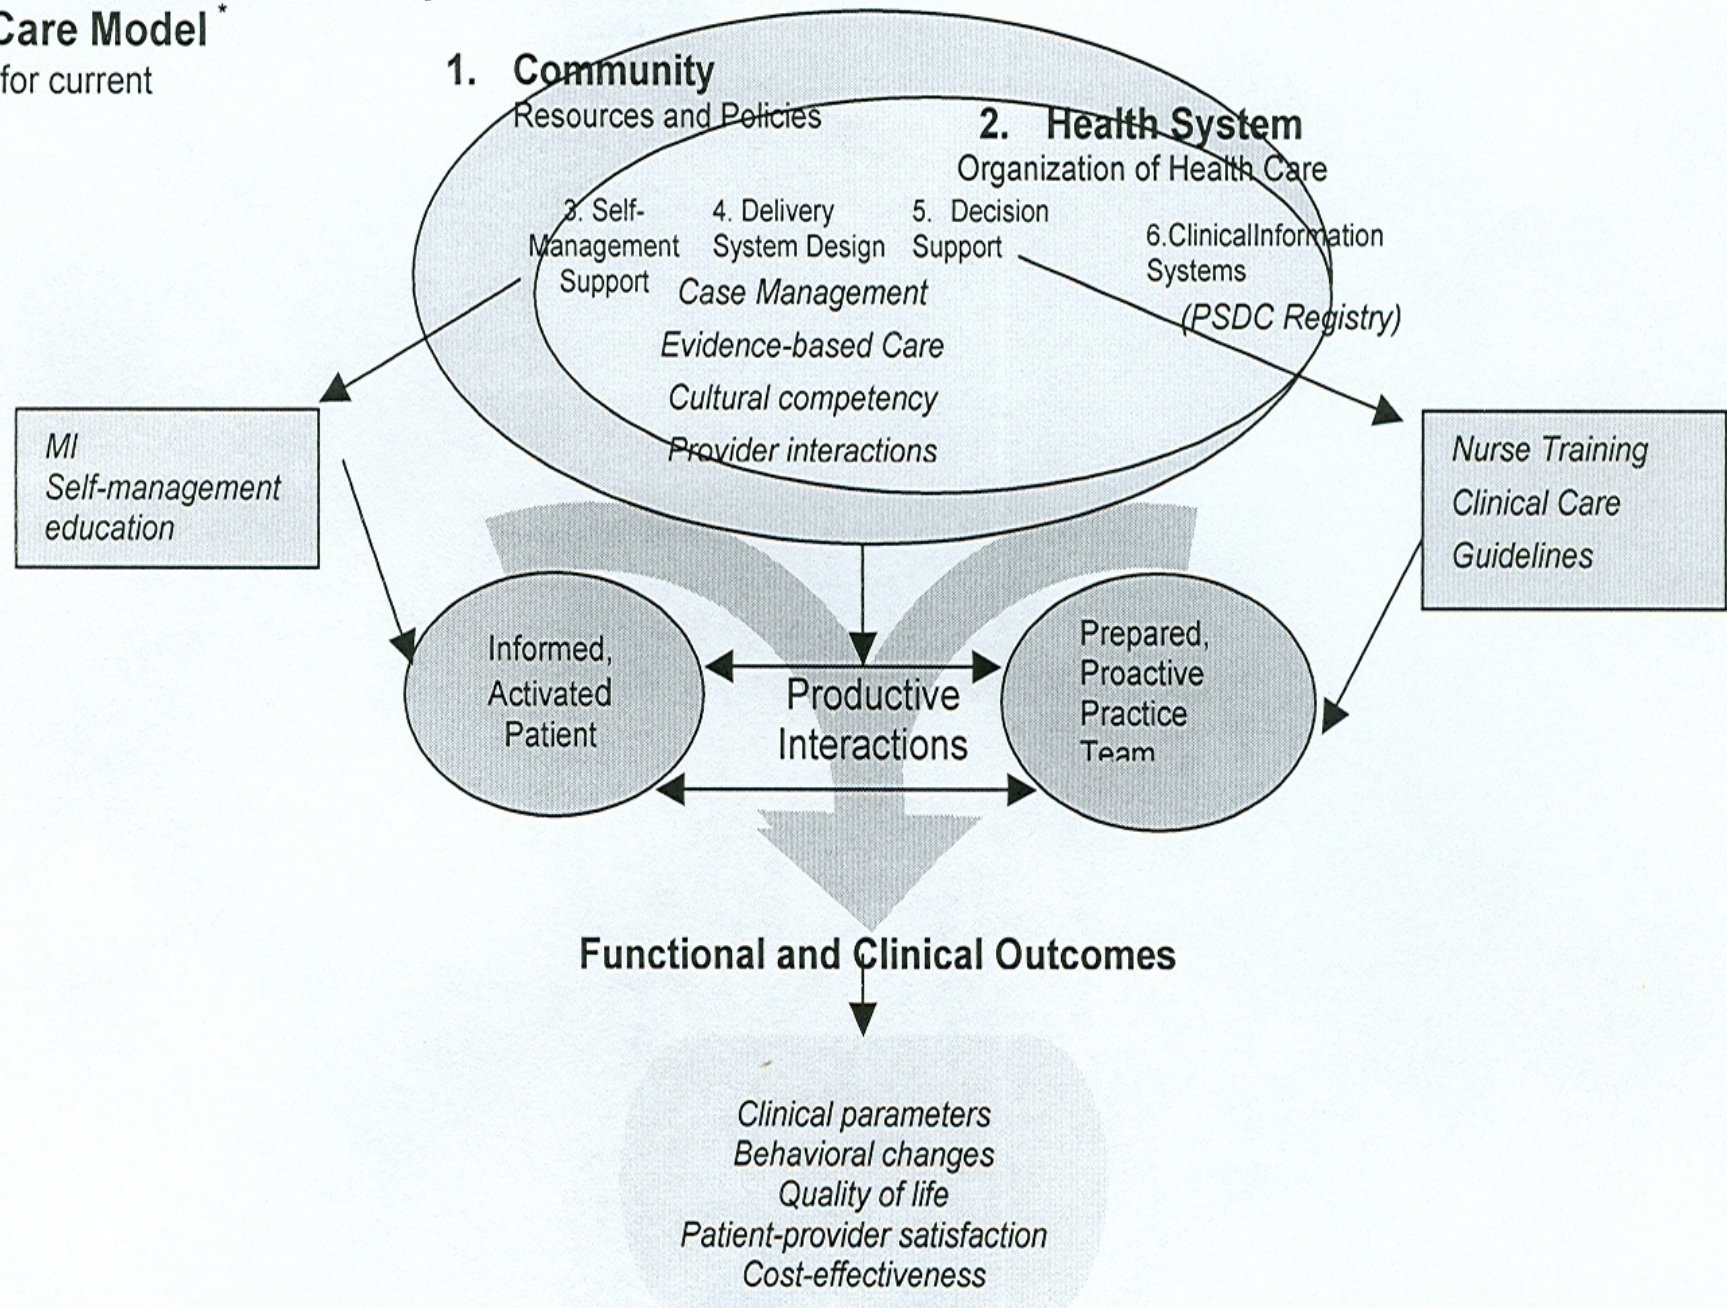 Care Model *
for current
1. Community
Resources and Policies
2. Health System
Organization of Health Care
3. Self-
Management
Support
4. Delivery
System Design
5. Decision
Support
6.ClinicalInformation
Systems
(PSDC Registry)
Case Management
Evidence-based Care
Cultural competency
Provider interactions
MI
Self-management
education
Nurse Training
Clinical Care
Guidelines
Informed,
Activated
Patient
Productive
Interactions
Prepared,
Proactive
Practice
Team
Functional and Clinical Outcomes
Clinical parameters
Behavioral changes
Quality of life
Patient-provider satisfaction
Cost-effectiveness